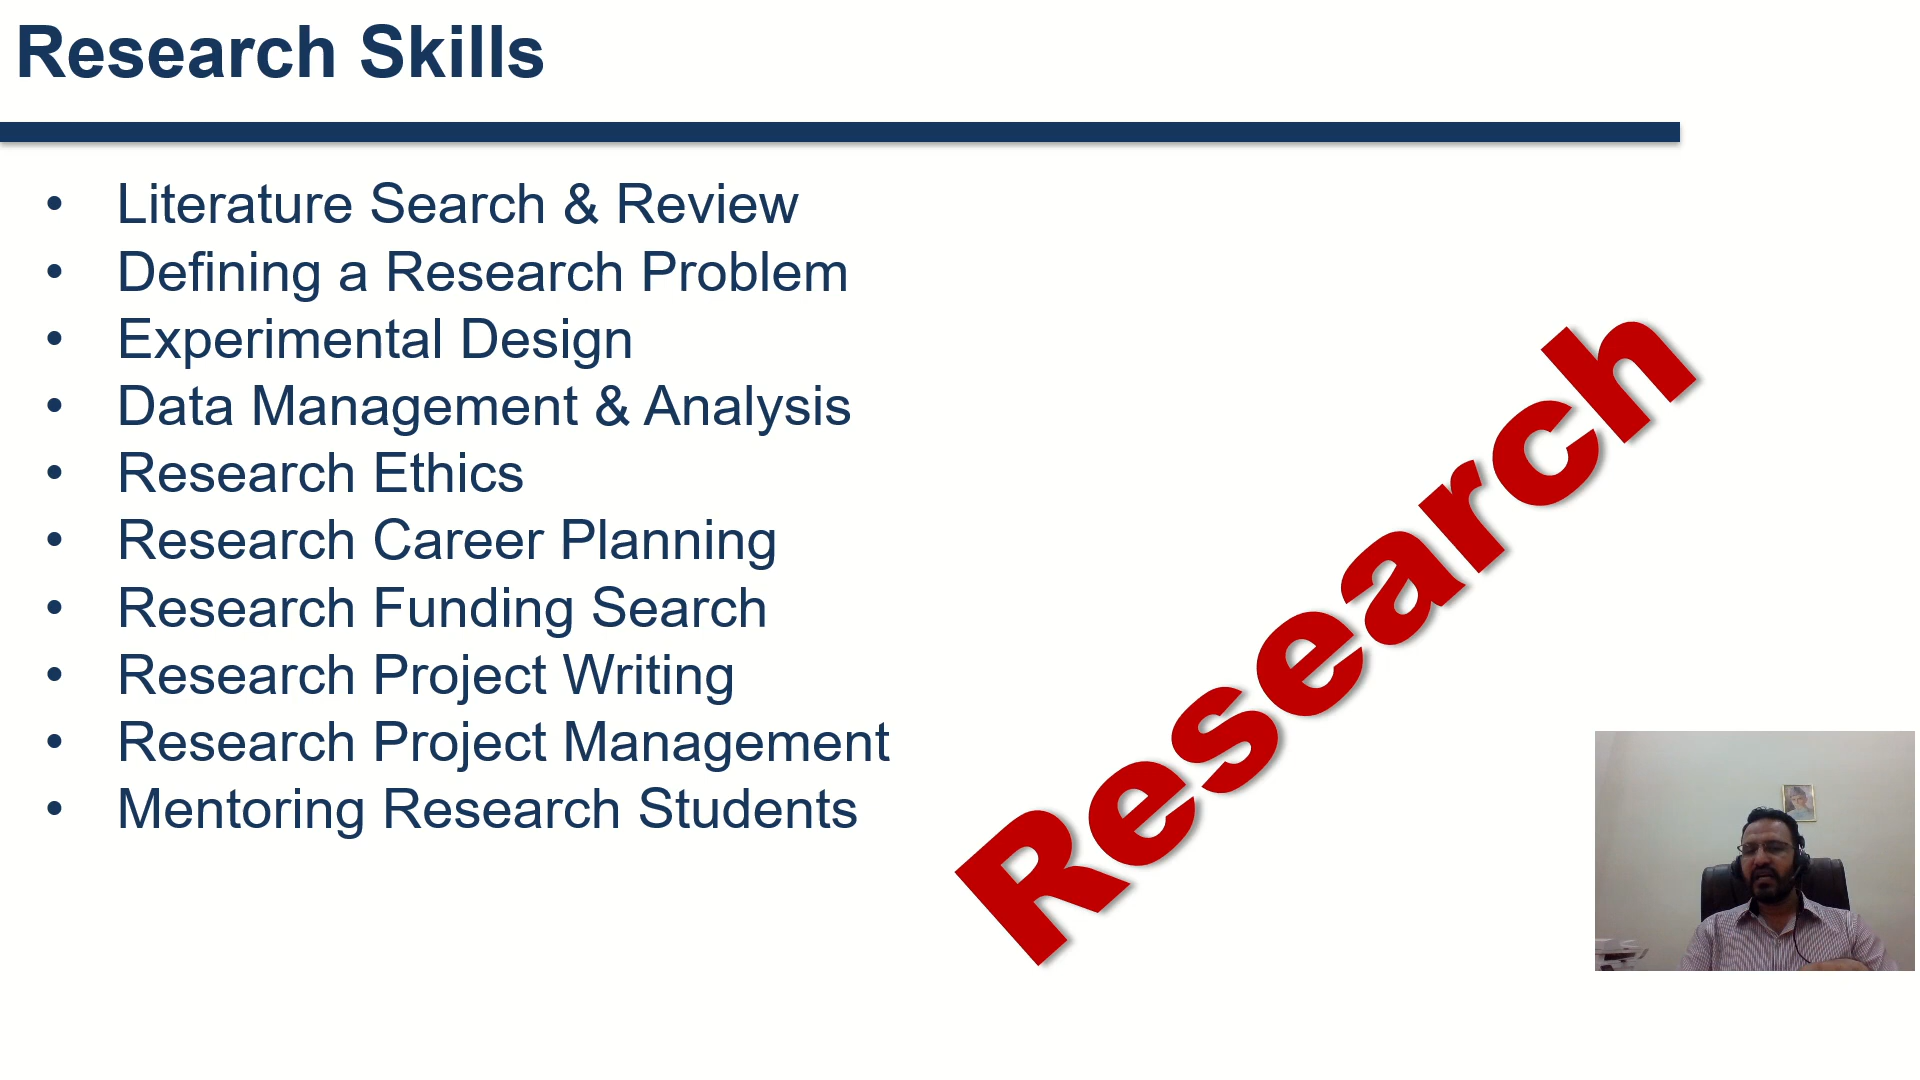 Research Skills
• Literature Search & Review
• Defining a Research Problem
• Experimental Design
• Data Management & Analysis
• Research Ethics
• Research Career Planning
• Research Funding Search
• Research Project Writing
• Research Project Management
• Mentoring Research Students
Research